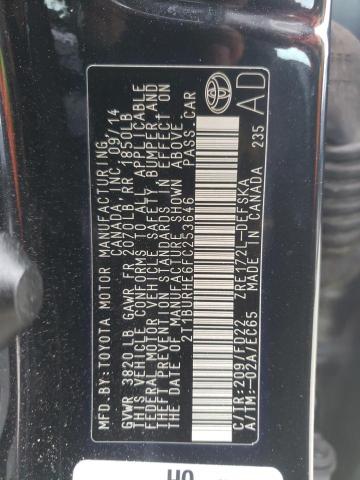 MFD.BY:TOYOTA MOTOR MANUFACTURING
CANADA INC. 09/14
GVWR 3820 LB GAWR FR 2070LB RR 1850LB
THIS VEHICLE CONFORMS TO ALL APPLICABLE
FEDERAL MOTOR VEHICLE SAFETY, BUMPER, AND
THEFT PREVENTION STANDARDS IN EFFECT ON
THE DATE OF MANUFACTURE SHOWN ABOVE.
2T1BURHE6FC253646 PASS.CAR
C/TR:209/FD22 ZRE172L-DEFSKA
A/TM:-02A/EC65 MADE IN CANADA 235
AD